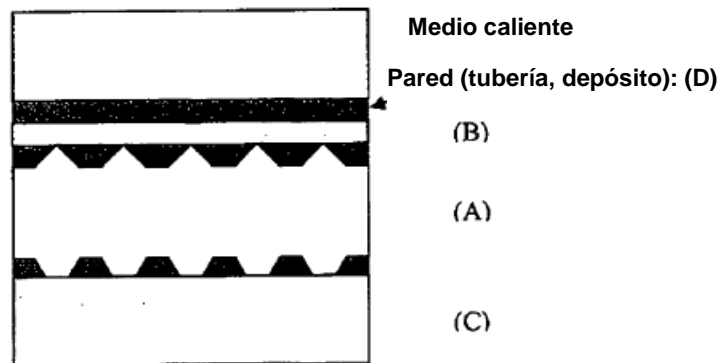 Medio caliente
Pared (tubería, depósito): (D)
(B)
(A)
(C)